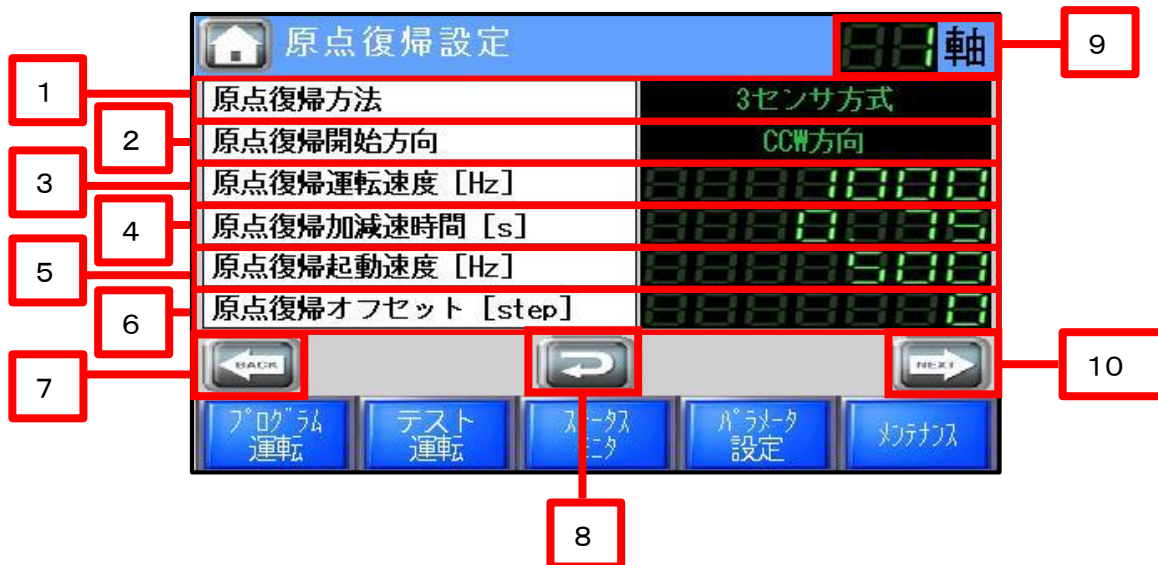 原点復帰設定
1軸
9
1
原点復帰方法
3センサ方式
2
原点復帰開始方向
CCW方向
3
原点復帰運転速度 [Hz]
1000
4
原点復帰加減速時間 [s]
0.75
5
原点復帰起動速度 [Hz]
500
6
原点復帰オフセット [step]
0
7
BACK
NEXT
10
プログラム
運転
テスト
運転
ステータス
モニタ
パラメータ
設定
メンテナンス
8